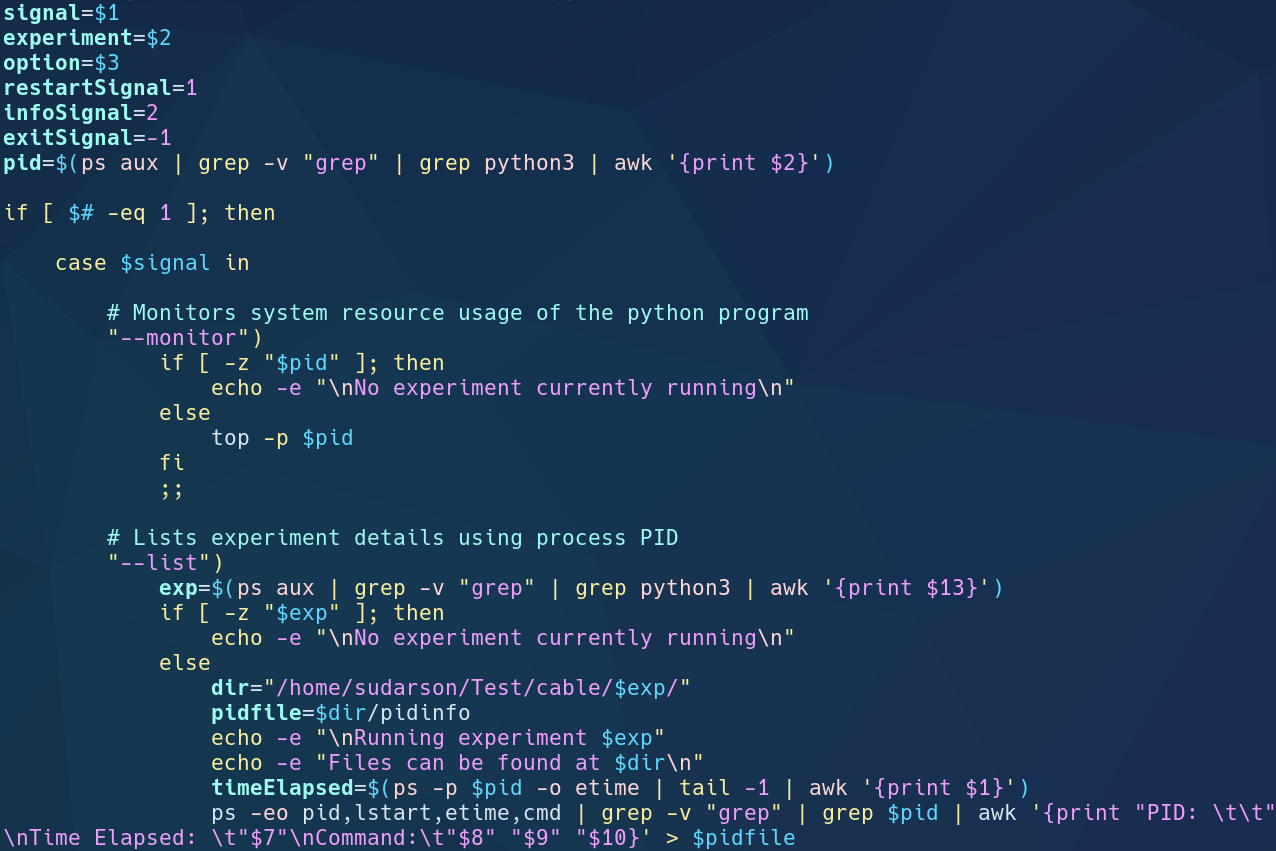 signal=$1
experiment=$2
option=$3
restartSignal=1
infoSignal=2
exitSignal=-1
pid=$(ps aux | grep -v "grep" | grep python3 | awk '{print $2}')
if [ $# -eq 1 ]; then
case $signal in
# Monitors system resource usage of the python program
"--monitor")
if [ -z "$pid" ]; then
echo -e "\nNo experiment currently running\n"
else
top -p $pid
fi
;;
# Lists experiment details using process PID
"--list")
exp=$(ps aux | grep -v "grep" | grep python3 | awk '{print $13}')
if [ -z "$exp" ]; then
echo -e "\nNo experiment currently running\n"
else
dir="/home/sudarson/Test/cable/$exp/"
pidfile=$dir/pidinfo
echo -e "\nRunning experiment $exp"
echo -e "Files can be found at $dir\n"
timeElapsed=$(ps -p $pid -o etime | tail -1 | awk '{print $1}')
ps -eo pid,lstart,etime,cmd | grep -v "grep" | grep $pid | awk '{print "PID: \t\t"
\nTime Elapsed: \t"$7"\nCommand:\t"$8" "$9" "$10}' > $pidfile